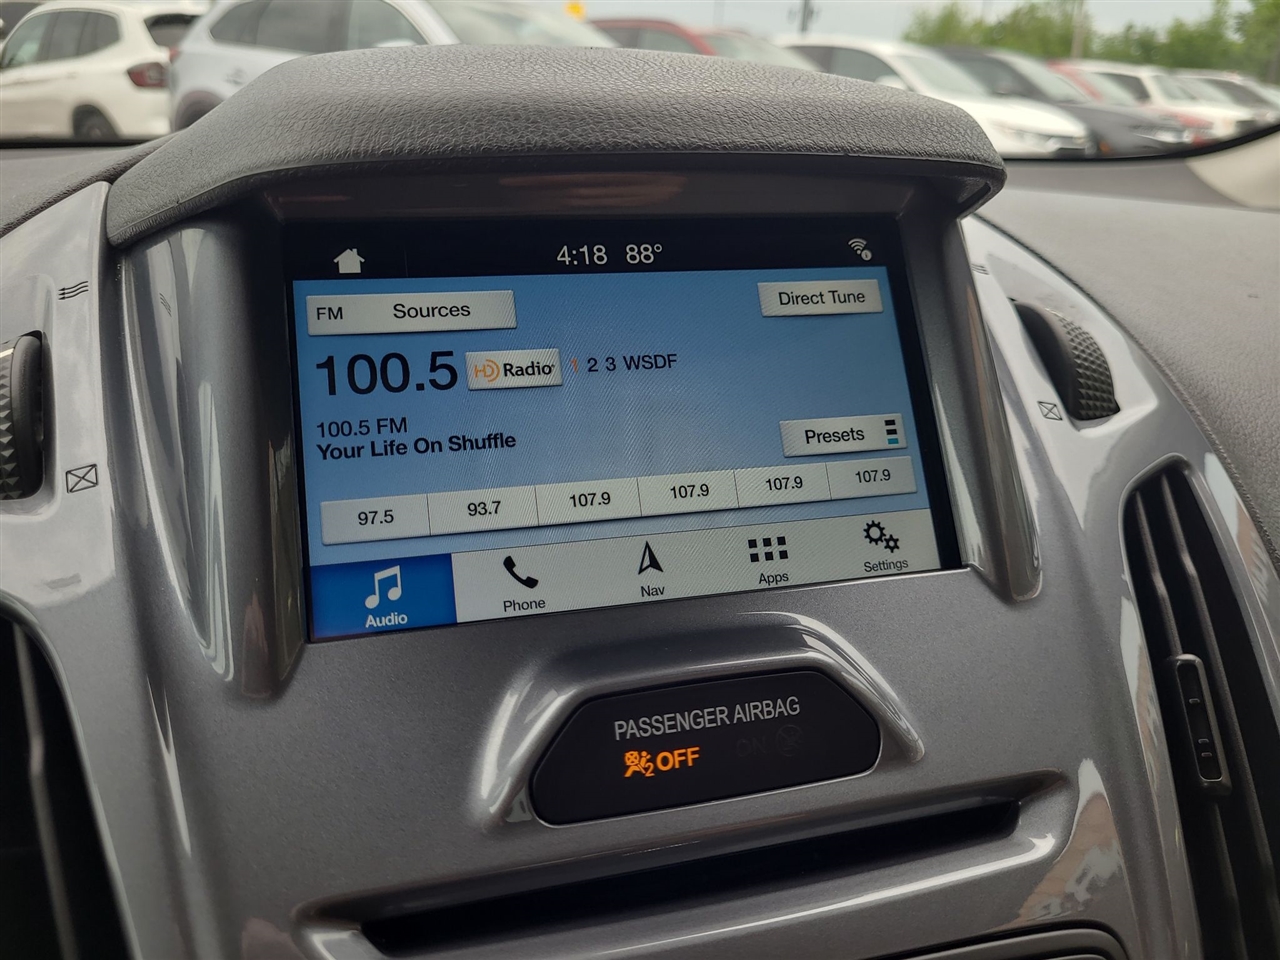 4:18 88°
FM Sources
Direct Tune
100.5 HD Radio 1 2 3 WSDF
100.5 FM
Your Life On Shuffle
Presets
97.5 93.7 107.9 107.9 107.9 107.9
Audio Phone Nav Apps Settings
PASSENGER AIRBAG
2 OFF ON